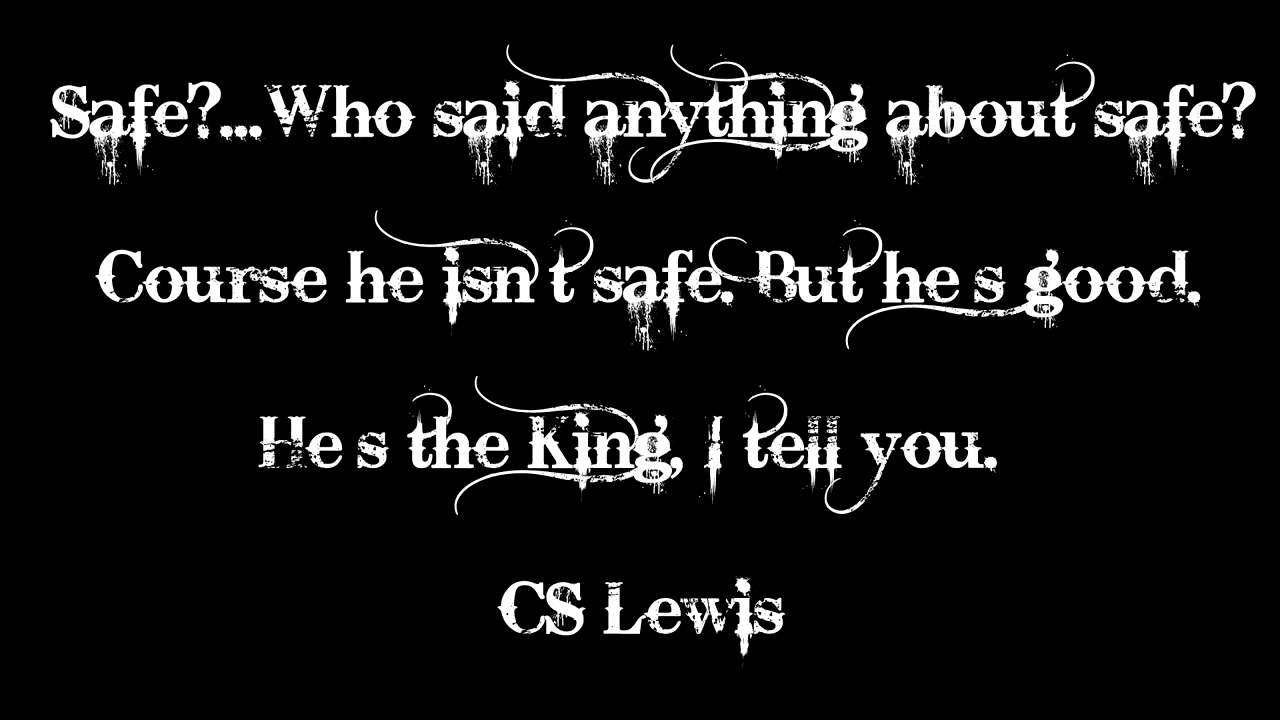 Safe?...Who said anything about safe?
Course he isn t safe. But he s good.
He s the King, I tell you.
CS Lewis